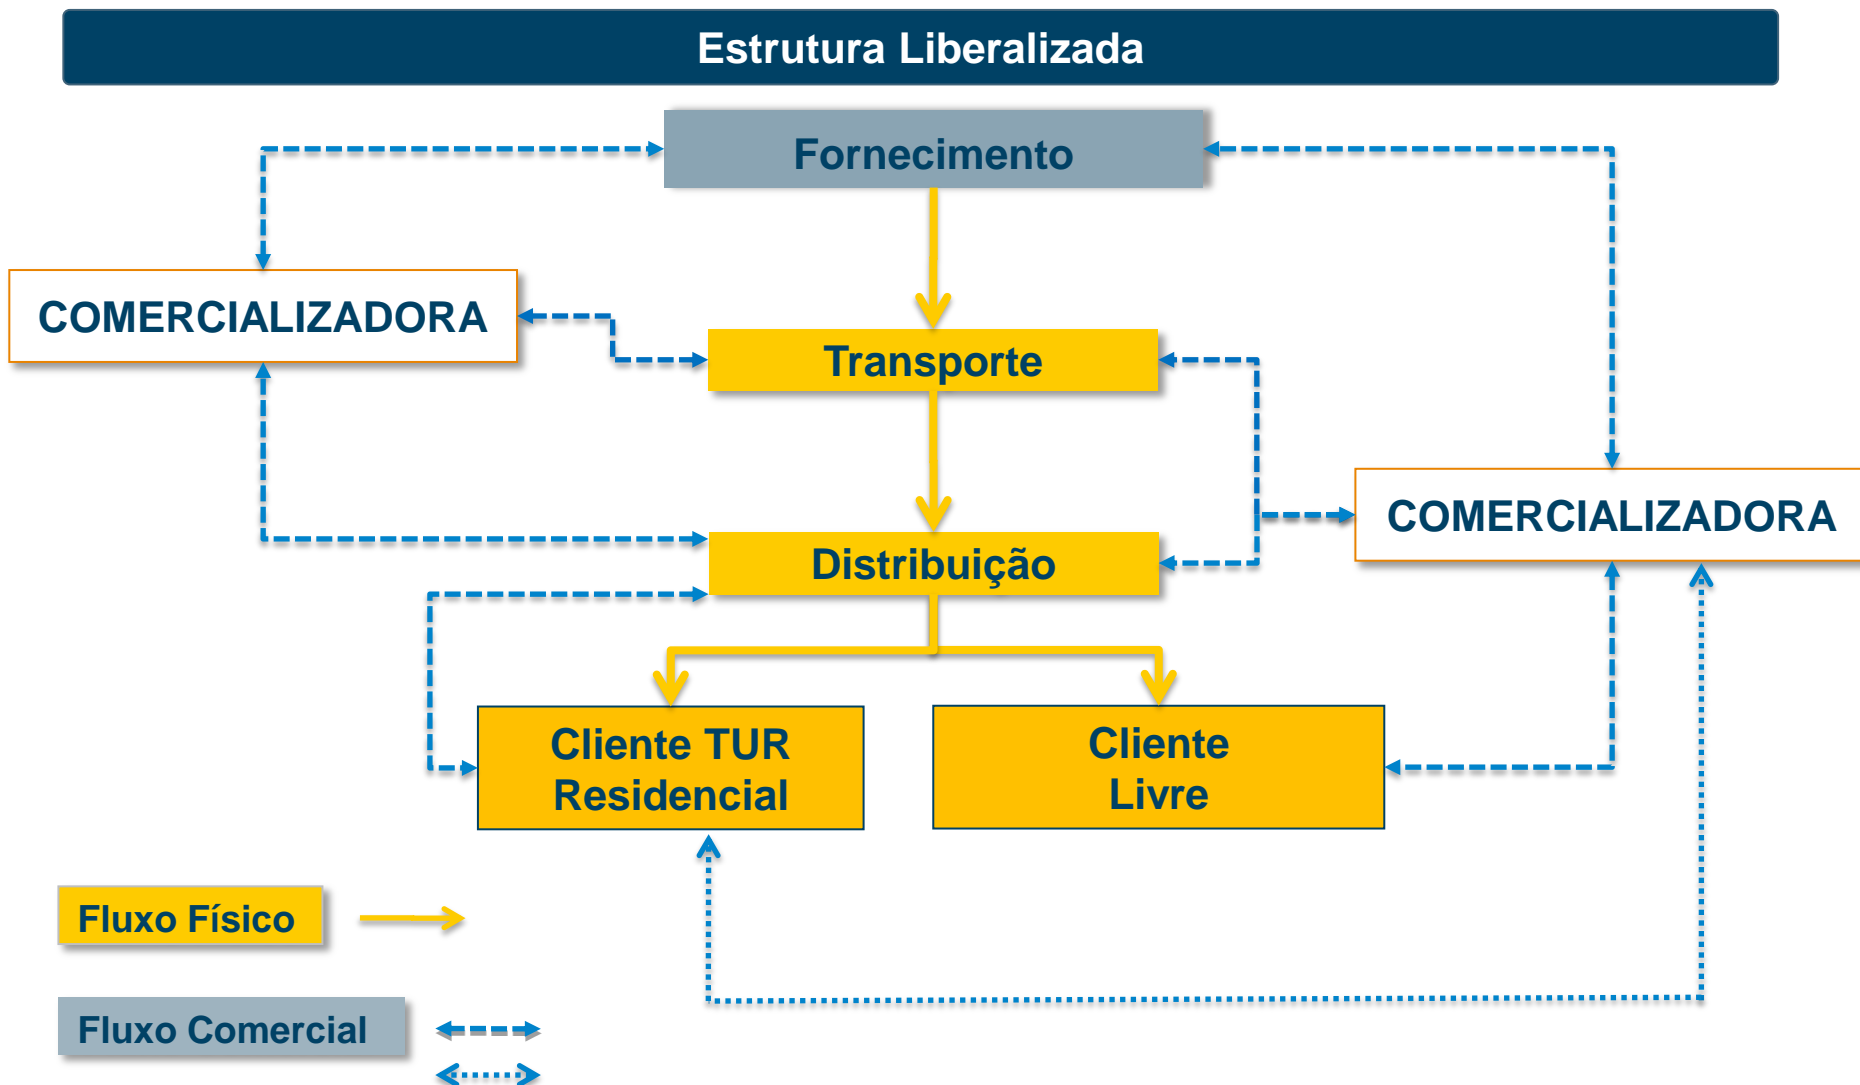 Estrutura Liberalizada
Fornecimento
COMERCIALIZADORA
Transporte
COMERCIALIZADORA
Distribuição
Cliente TUR
Residencial
Cliente
Livre
Fluxo Físico
Fluxo Comercial